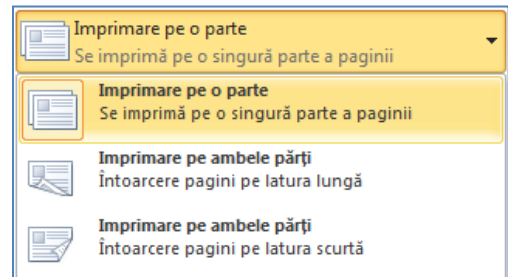 Imprimare pe o parte
Se imprimă pe o singură parte a paginii
Imprimare pe o parte
Se imprimă pe o singură parte a paginii
Imprimare pe ambele părți
Întoarcere pagini pe latura lungă
Imprimare pe ambele părți
Întoarcere pagini pe latura scurtă